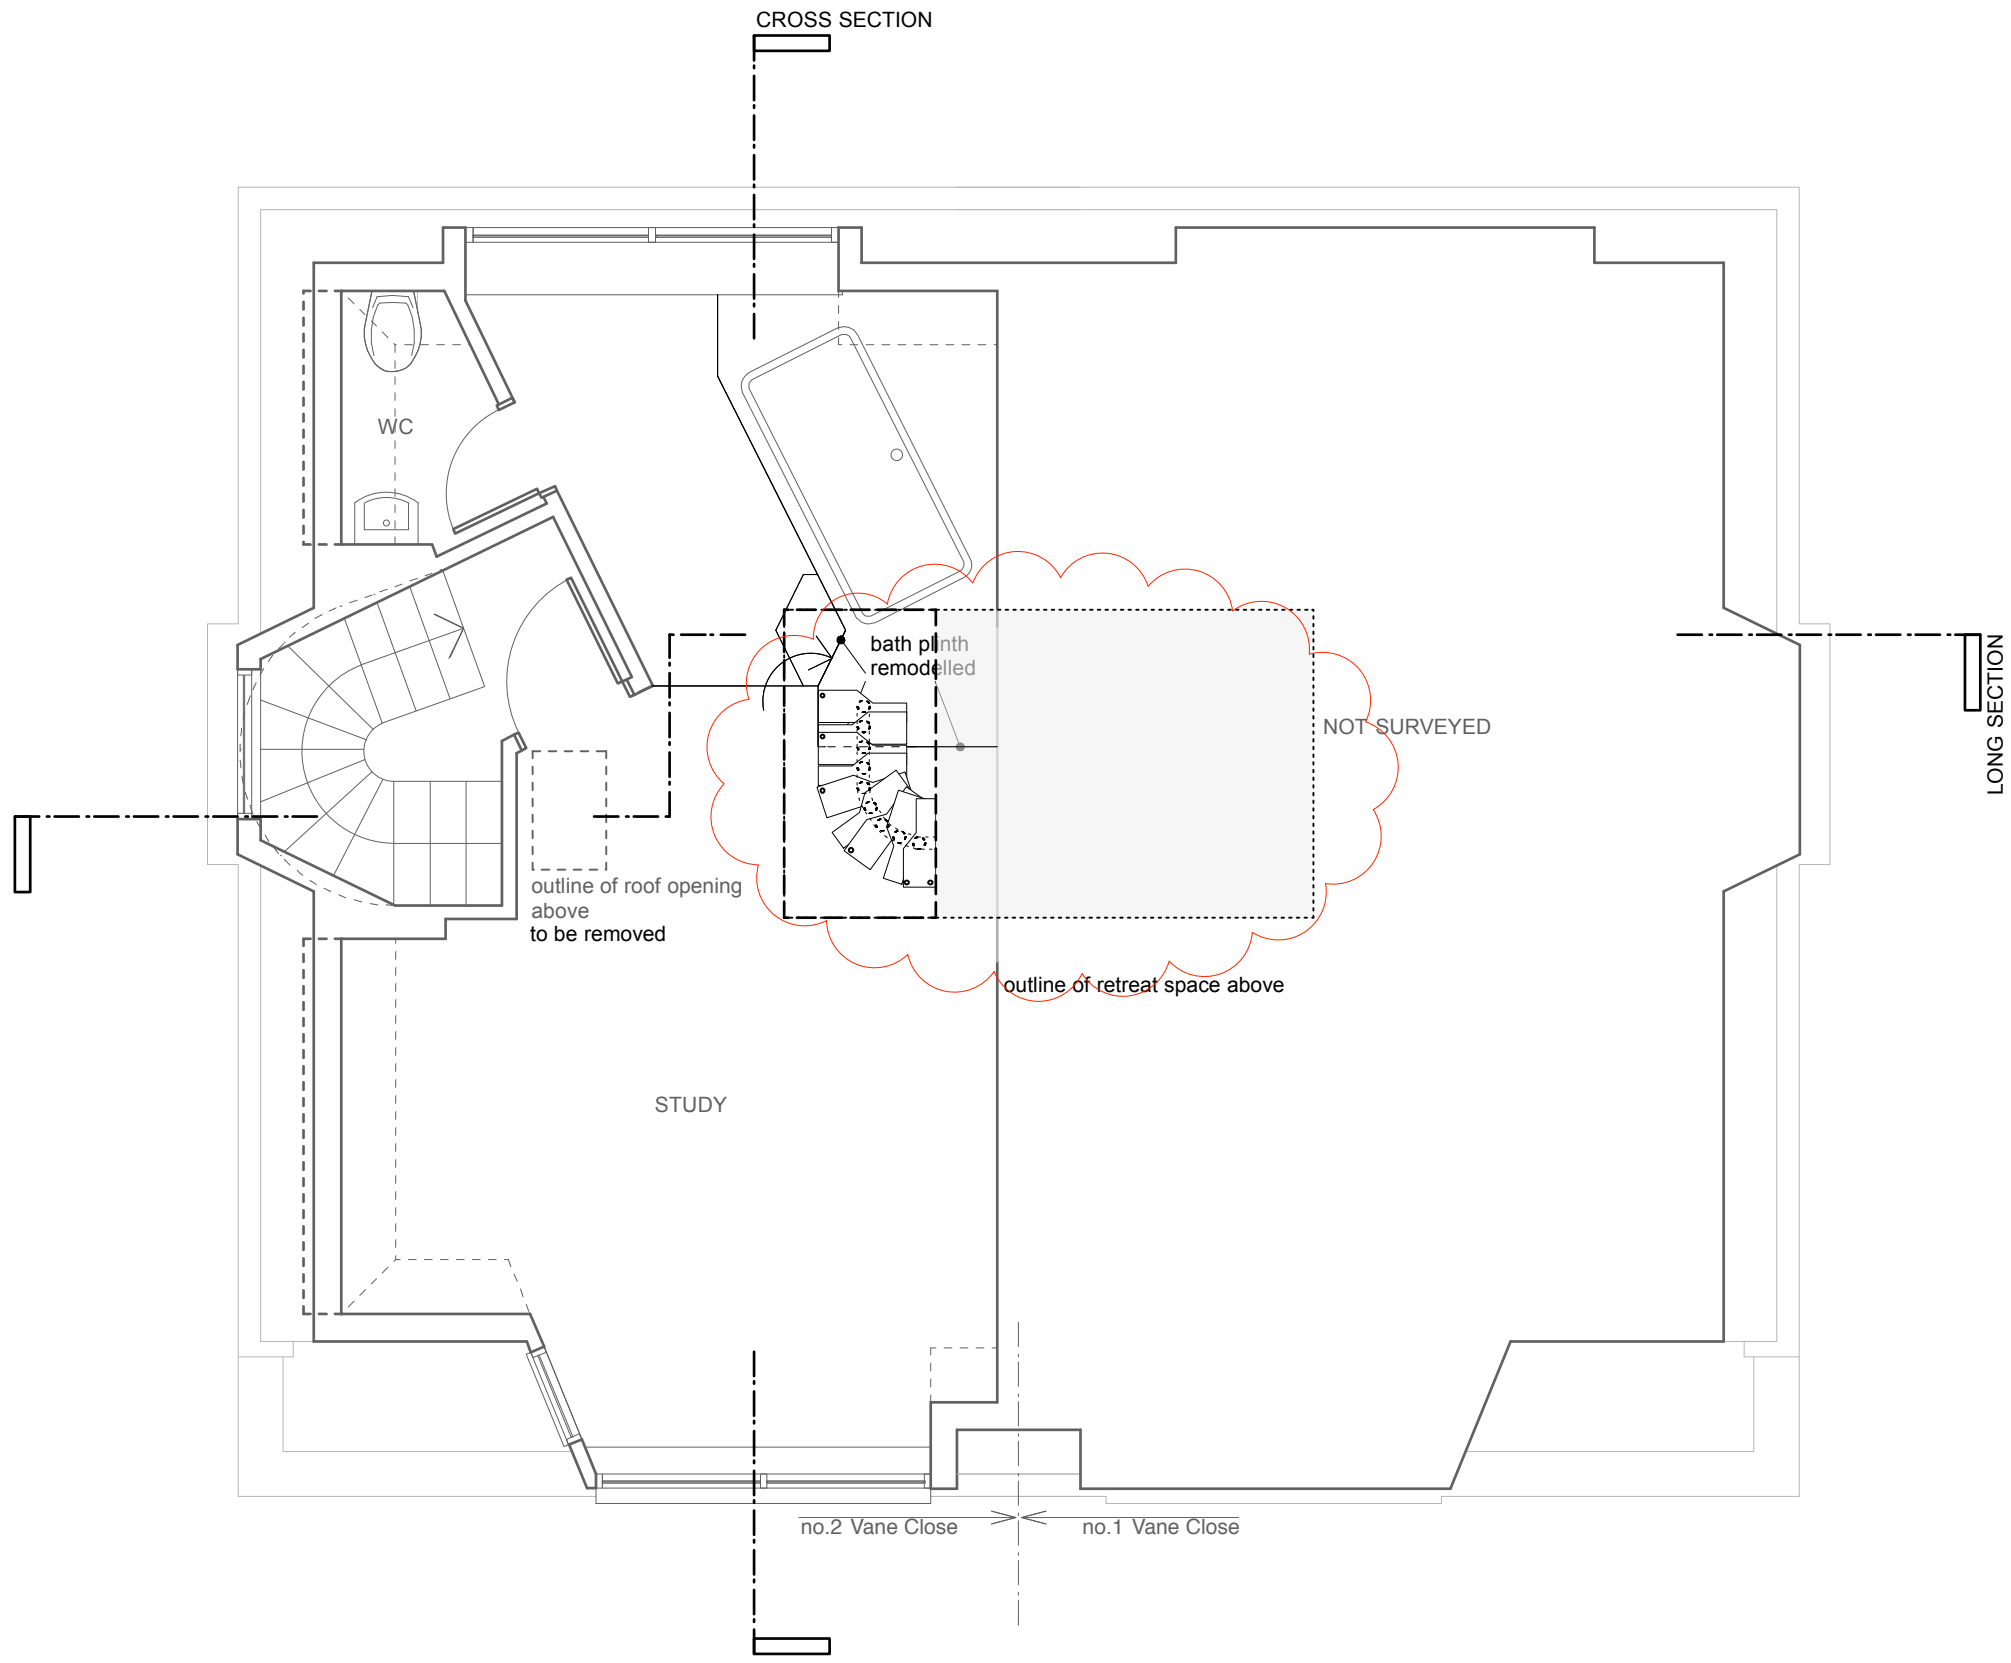 CROSS SECTION
WC
bath plinth
remodelled
LONG SECTION
NOT SURVEYED
outline of roof opening
above
to be removed
outline of retreat space above
STUDY
no.2 Vane Close
no.1 Vane Close